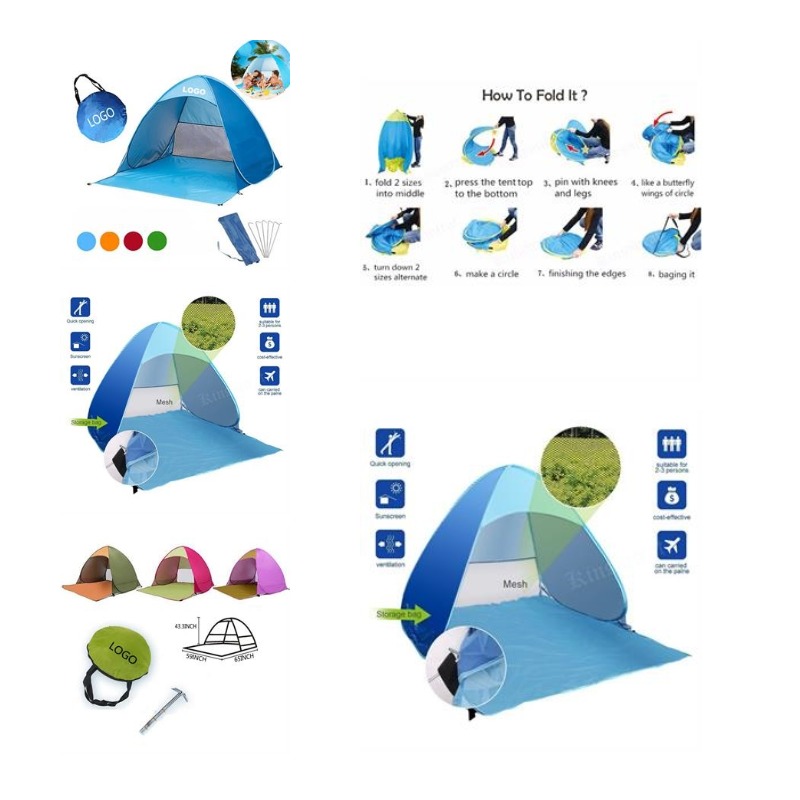 LOGO
LOGO
How To Fold It ?
1、fold 2 sizes
into middle
2、press the tent top
to the bottom
3、pin with knees
and legs
4、like a butterfly
wings of circle
5、turn down 2
sizes alternate
6、make a circle
7、finishing the edges
8、baging it
Quick opening
Sunscreen
ventilation
suitable for
2-3 persons
cost-effective
can carried
on the palne
Mesh
Storage bag
43.3INCH
59INCH
65INCH
LOGO
Quick opening
Sunscreen
ventilation
suitable for
2-3 persons
cost-effective
can carried
on the palne
Mesh
Storage bag